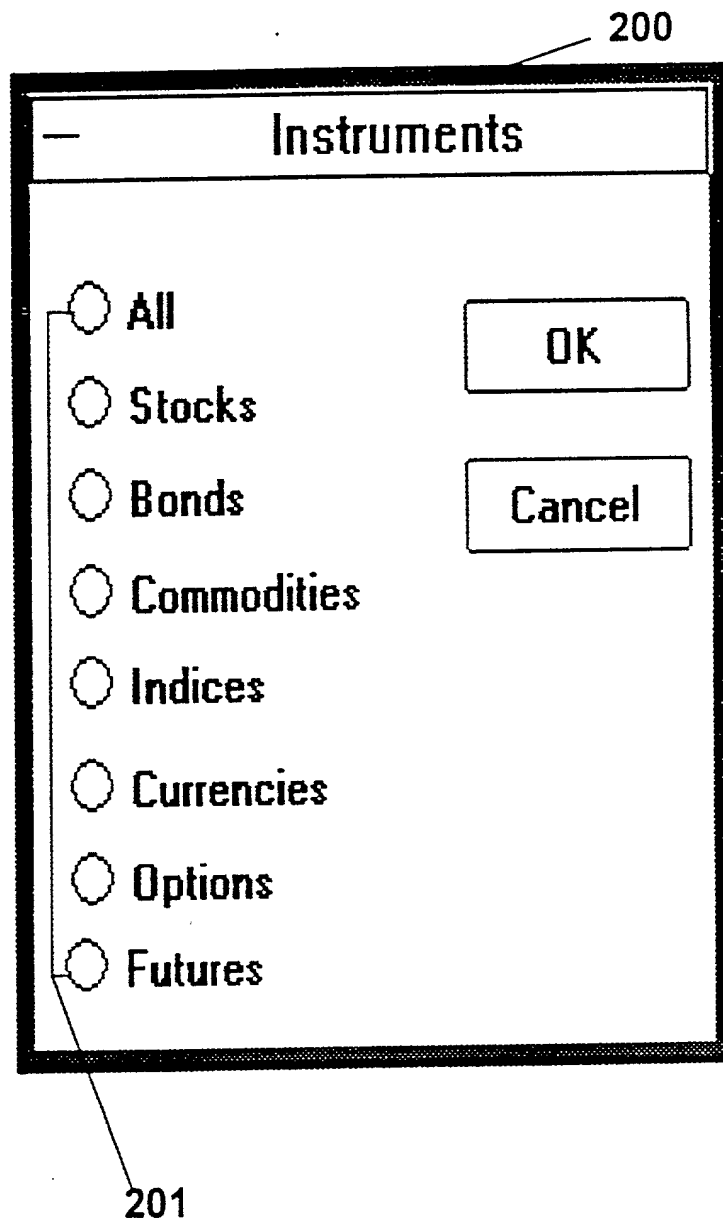 200
Instruments
All
OK
Stocks
Bonds
Cancel
Commodities
Indices
Currencies
Options
Futures
201